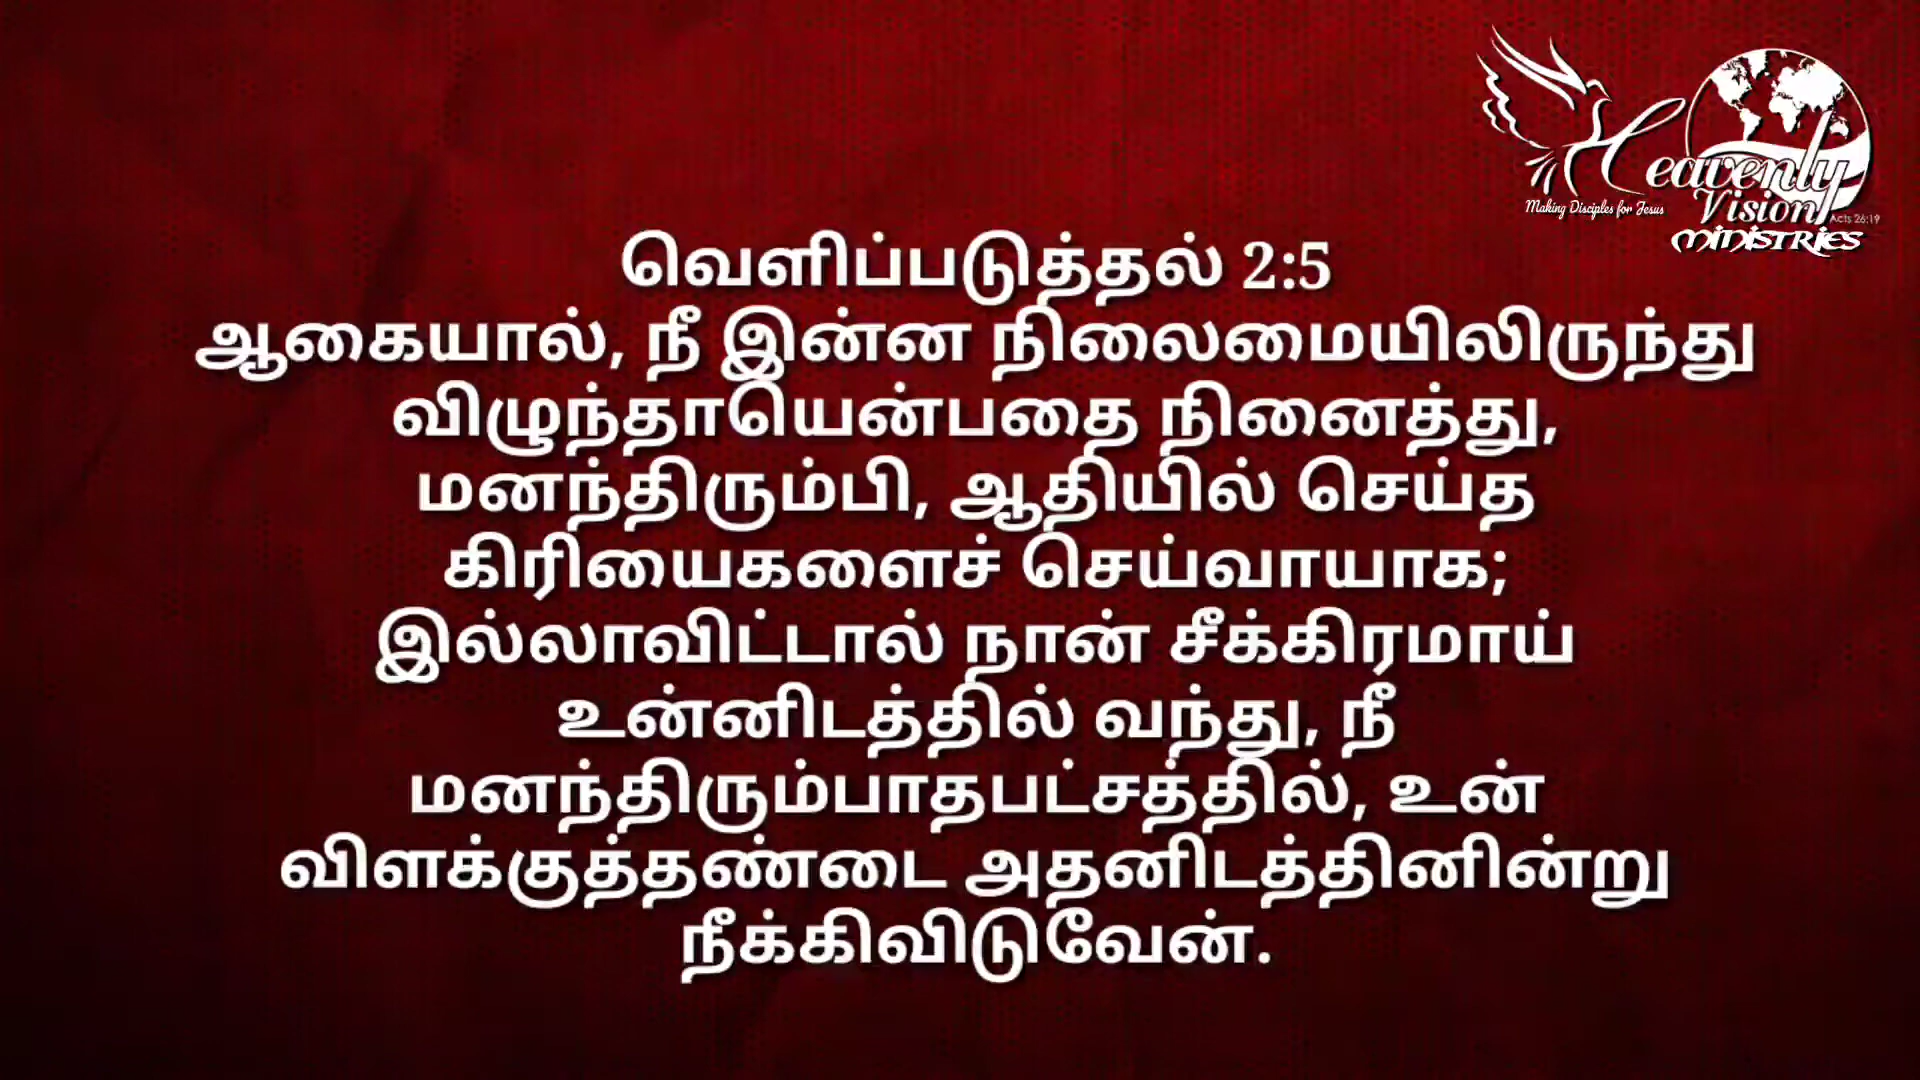 Heavenly
Making Disciples for Jesus
Vision
Acts 26:19
MINISTRIES
வெளிப்படுத்தல் 2:5
ஆகையால், நீ இன்ன நிலைமையிலிருந்து
விழுந்தாயென்பதை நினைத்து,
மனந்திரும்பி, ஆதியில் செய்த
கிரியைகளைச் செய்வாயாக;
இல்லாவிட்டால் நான் சீக்கிரமாய்
உன்னிடத்தில் வந்து, நீ
மனந்திரும்பாதபட்சத்தில், உன்
விளக்குத்தண்டை அதனிடத்தினின்று
நீக்கிவிடுவேன்.